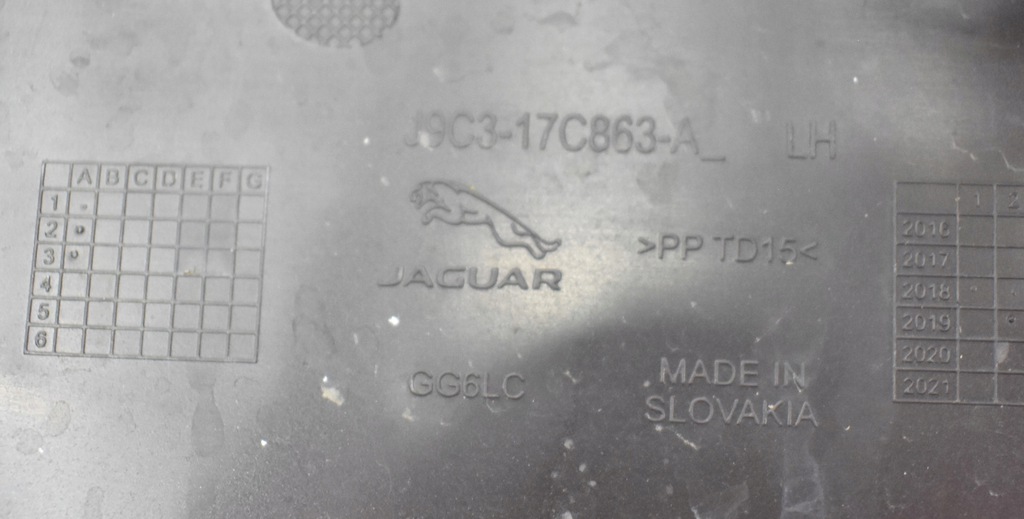 J9C3-17C863-A_ LH
A B C D E F G
1
2
3
4
5
6
JAGUAR
>PP TD15<
1 2
2016
2017
2018
2019
2020
2021
GG6LC
MADE IN
SLOVAKIA